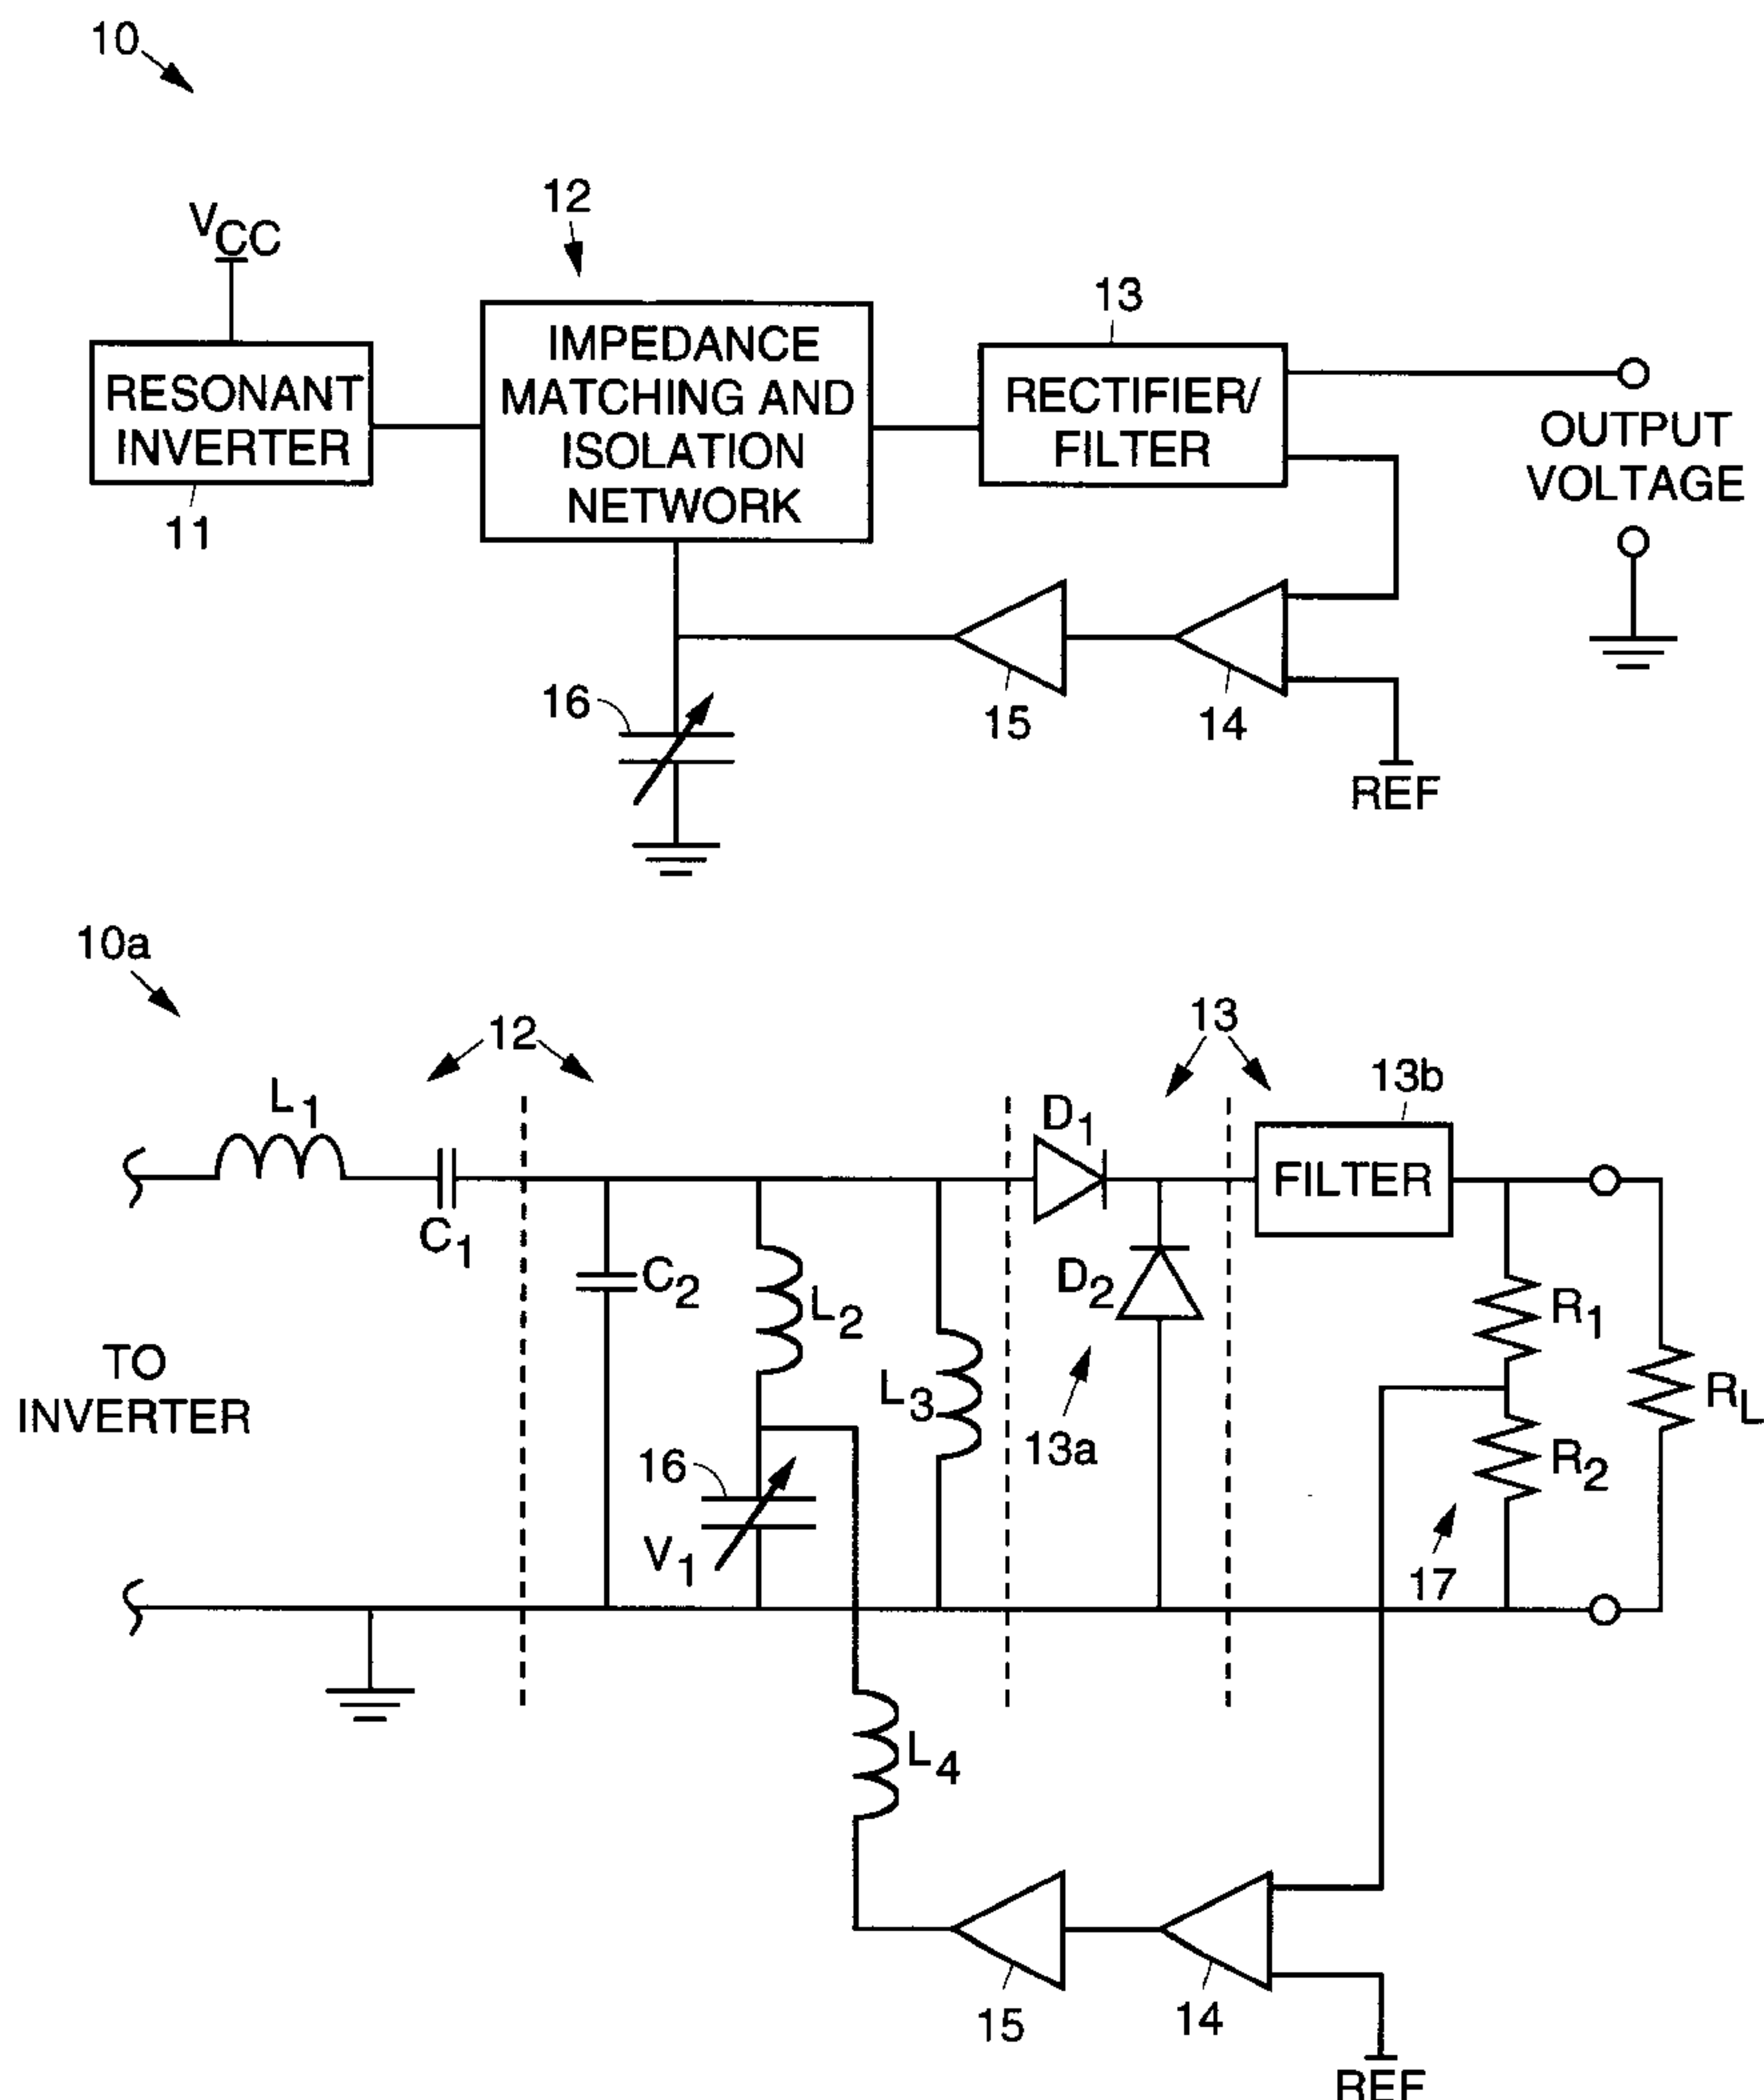 10
12
V_CC
13
RESONANT
INVERTER
11
IMPEDANCE
MATCHING AND
ISOLATION
NETWORK
RECTIFIER/
FILTER
OUTPUT
VOLTAGE
16
15
14
REF
10a
12
13
13b
L1
C1
D1
FILTER
C2
L2
D2
R1
TO
INVERTER
L3
13a
RL
16
V1
R2
17
L4
15
14
REF